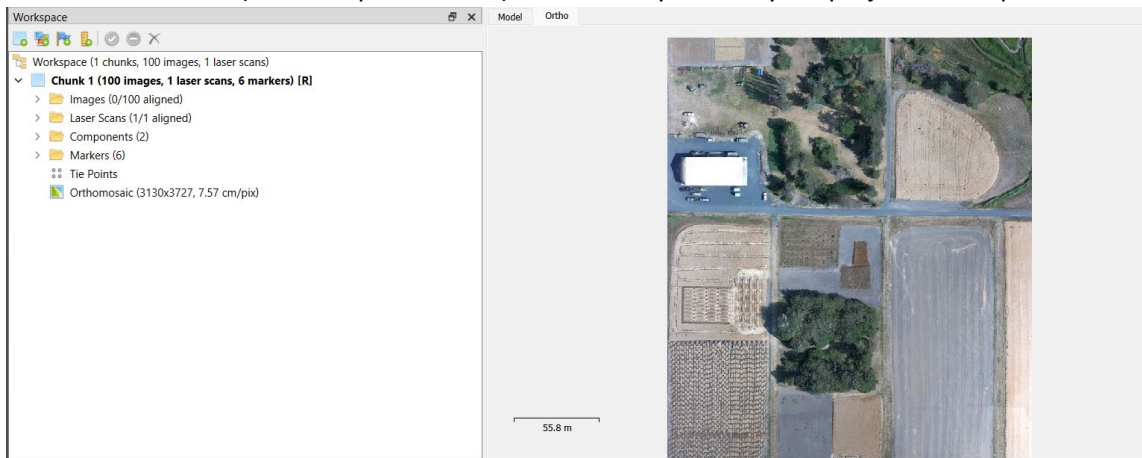 Workspace
Model
Ortho
Workspace (1 chunks, 100 images, 1 laser scans)
Chunk 1 (100 images, 1 laser scans, 6 markers) [R]
Images (0/100 aligned)
Laser Scans (1/1 aligned)
Components (2)
Markers (6)
Tie Points
Orthomosaic (3130x3727, 7.57 cm/pix)
55.8 m